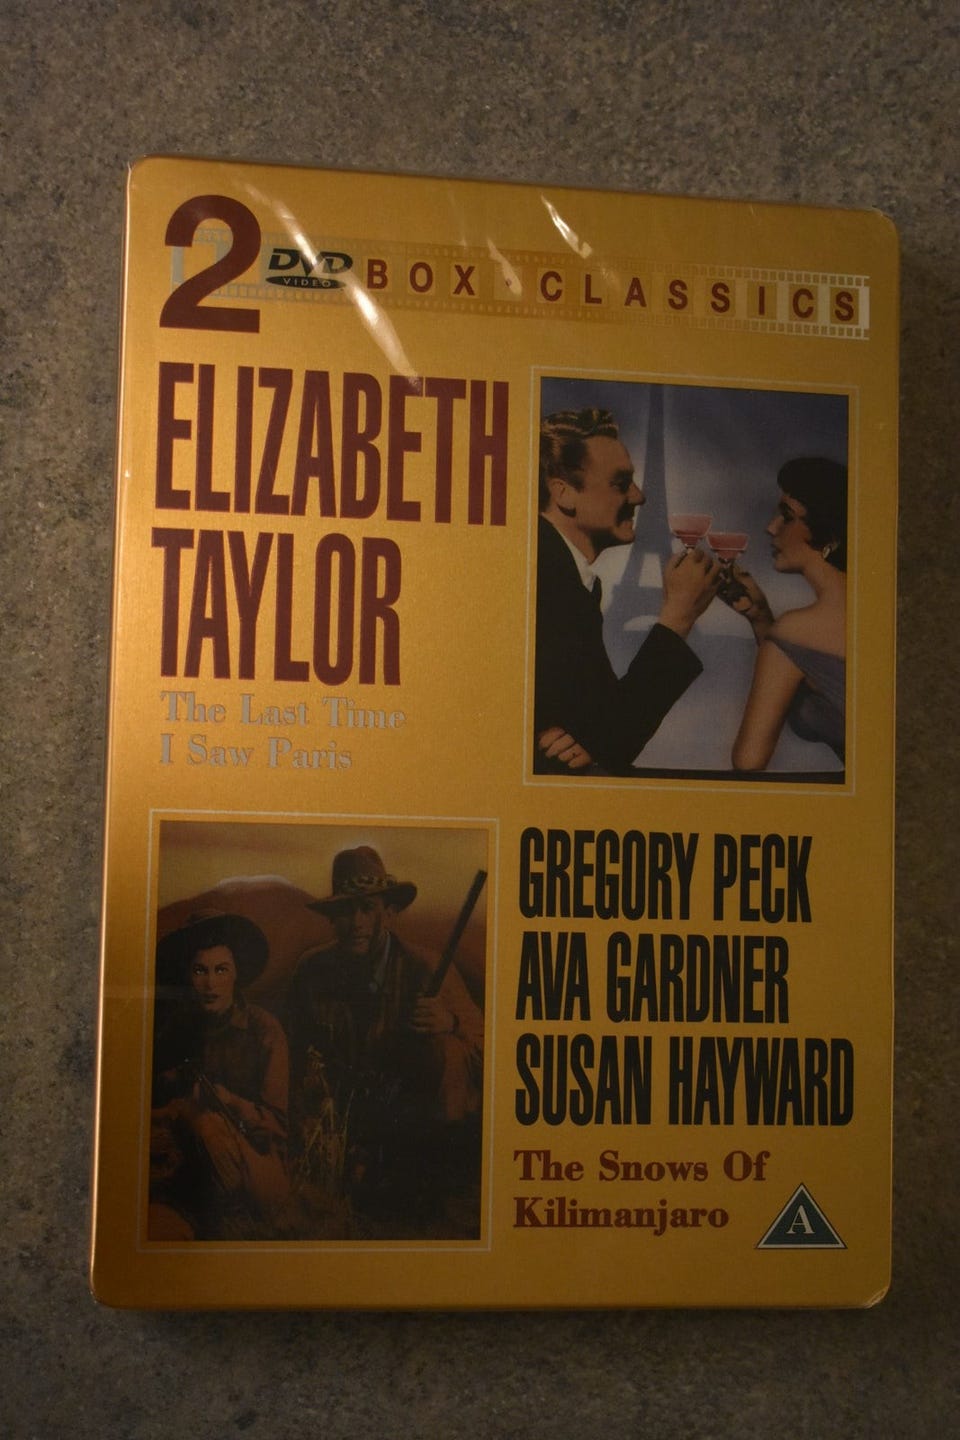 2 DVD VIDEO BOX · CLASSICS
ELIZABETH
TAYLOR
The Last Time
I Saw Paris
GREGORY PECK
AVA GARDNER
SUSAN HAYWARD
The Snows Of
Kilimanjaro
A